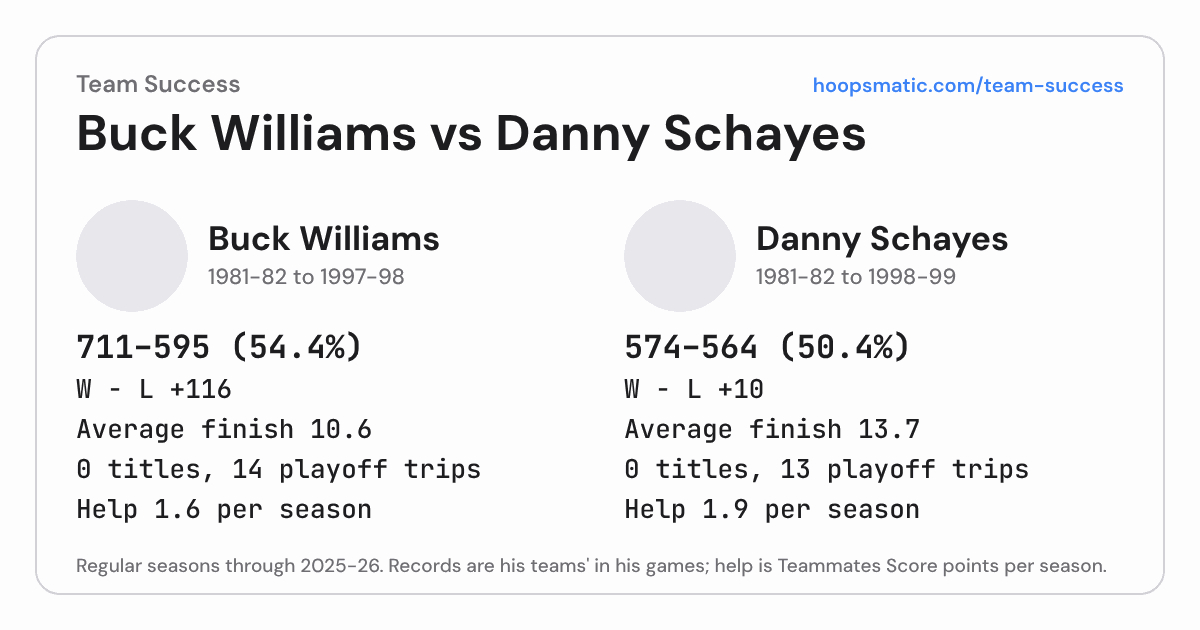 Team Success
hoopsmatic.com/team-success
Buck Williams vs Danny Schayes
Buck Williams
1981-82 to 1997-98
711-595 (54.4%)
W - L +116
Average finish 10.6
0 titles, 14 playoff trips
Help 1.6 per season
Danny Schayes
1981-82 to 1998-99
574-564 (50.4%)
W - L +10
Average finish 13.7
0 titles, 13 playoff trips
Help 1.9 per season
Regular seasons through 2025-26. Records are his teams' in his games; help is Teammates Score points per season.